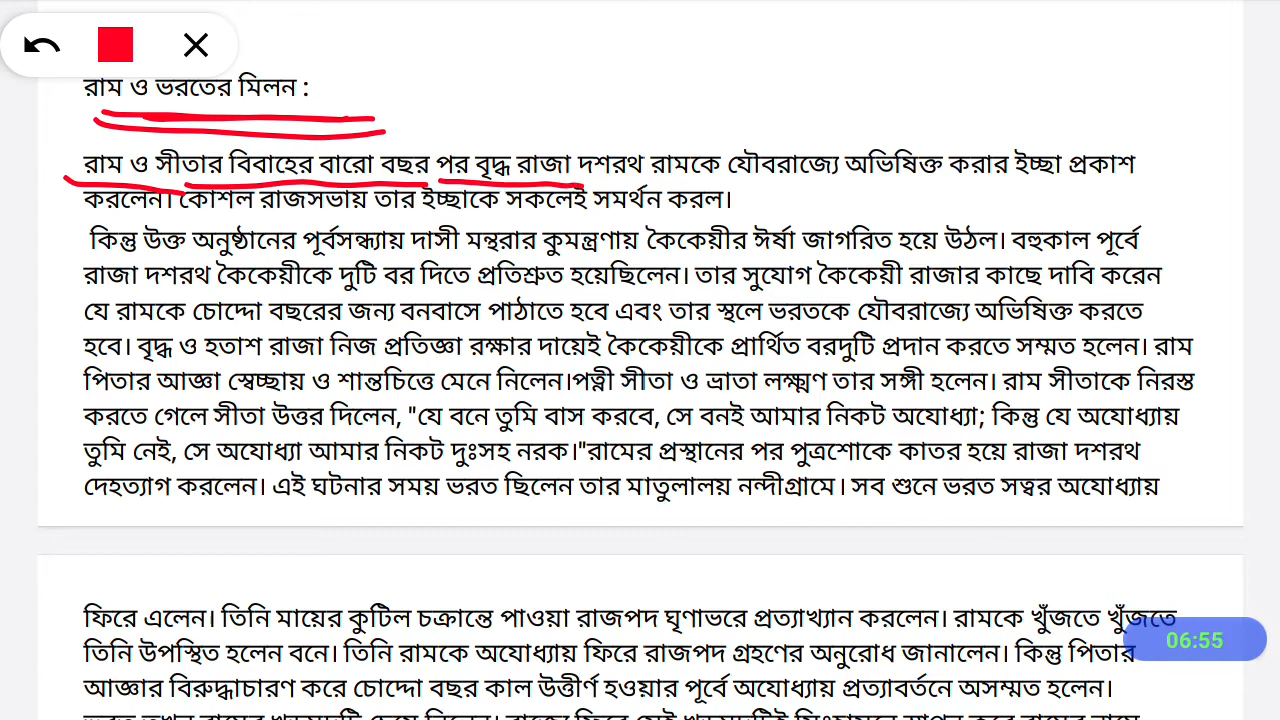 রাম ও ভরতের মিলন :
রাম ও সীতার বিবাহের বারো বছর পর বৃদ্ধ রাজা দশরথ রামকে যৌবরাজ্যে অভিষিক্ত করার ইচ্ছা প্রকাশ
করলেন। কোশল রাজসভায় তার ইচ্ছাকে সকলেই সমর্থন করল।
কিন্তু উক্ত অনুষ্ঠানের পূর্বসন্ধ্যায় দাসী মন্থরার কুমন্ত্রণায় কৈকেয়ীর ঈর্ষা জাগরিত হয়ে উঠল। বহুকাল পূর্বে
রাজা দশরথ কৈকেয়ীকে দুটি বর দিতে প্রতিশ্রুত হয়েছিলেন। তার সুযোগ কৈকেয়ী রাজার কাছে দাবি করেন
যে রামকে চোদ্দো বছরের জন্য বনবাসে পাঠাতে হবে এবং তার স্থলে ভরতকে যৌবরাজ্যে অভিষিক্ত করতে
হবে। বৃদ্ধ ও হতাশ রাজা নিজ প্রতিজ্ঞা রক্ষার দায়েই কৈকেয়ীকে প্রার্থিত বরদুটি প্রদান করতে সম্মত হলেন। রাম
পিতার আজ্ঞা স্বেচ্ছায় ও শান্তচিত্তে মেনে নিলেন।পত্নী সীতা ও ভ্রাতা লক্ষ্মণ তার সঙ্গী হলেন। রাম সীতাকে নিরস্ত
করতে গেলে সীতা উত্তর দিলেন, "যে বনে তুমি বাস করবে, সে বনই আমার নিকট অযোধ্যা; কিন্তু যে অযোধ্যায়
তুমি নেই, সে অযোধ্যা আমার নিকট দুঃসহ নরক।"রামের প্রস্থানের পর পুত্রশোকে কাতর হয়ে রাজা দশরথ
দেহত্যাগ করলেন। এই ঘটনার সময় ভরত ছিলেন তার মাতুলালয় নন্দীগ্রামে। সব শুনে ভরত সত্বর অযোধ্যায়
ফিরে এলেন। তিনি মায়ের কুটিল চক্রান্তে পাওয়া রাজপদ ঘৃণাভরে প্রত্যাখ্যান করলেন। রামকে খুঁজতে খুঁজতে
তিনি উপস্থিত হলেন বনে। তিনি রামকে অযোধ্যায় ফিরে রাজপদ গ্রহণের অনুরোধ জানালেন। কিন্তু পিতার
06:55
আজ্ঞার বিরুদ্ধাচারণ করে চোদ্দো বছর কাল উত্তীর্ণ হওয়ার পূর্বে অযোধ্যায় প্রত্যাবর্তনে অসম্মত হলেন।